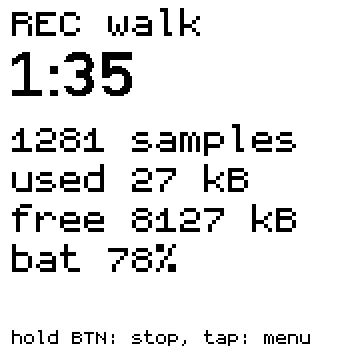 REC walk
1:35
1281 samples
used 27 kB
free 8127 kB
bat 78%
hold BTN: stop, tap: menu